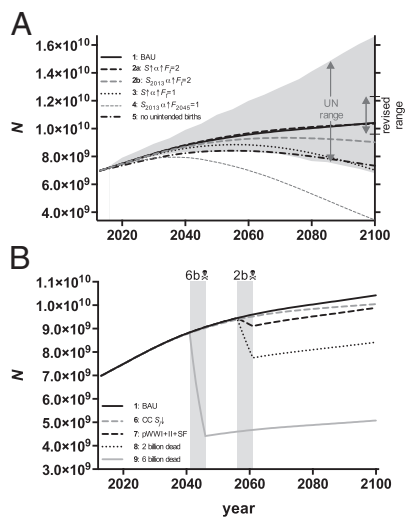 A
1.6×10¹⁰
1.4×10¹⁰
1.2×10¹⁰
1.0×10¹⁰
8.0×10⁹
6.0×10⁹
4.0×10⁹
N
1: BAU
2a: S↑α↑Fₗ=2
2b: S₂₀₁₃α↑Fₗ=2
3: S↑α↑Fₗ=1
4: S₂₀₁₃α↑F₂₀₄₅=1
5: no unintended births
UN
range
revised
range
2020 2040 2060 2080 2100
B
6b☠ 2b☠
1.1×10¹⁰
1.0×10¹⁰
9.0×10⁹
8.0×10⁹
7.0×10⁹
6.0×10⁹
5.0×10⁹
4.0×10⁹
3.0×10⁹
N
1: BAU
6: CC Sⱼ↓
7: pWWI+II+SF
8: 2 billion dead
9: 6 billion dead
2020 2040 2060 2080 2100
year